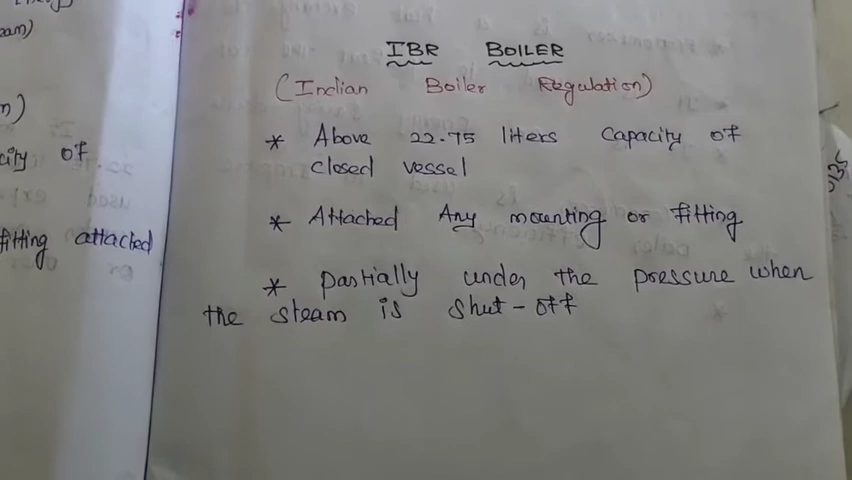 am)
n)
city of
fitting attached
IBR BOILER
(Indian Boiler Regulation)
* Above 22.75 liters capacity of
closed vessel
* Attached Any mounting or fitting
* partially under the pressure when
the steam is shut-off